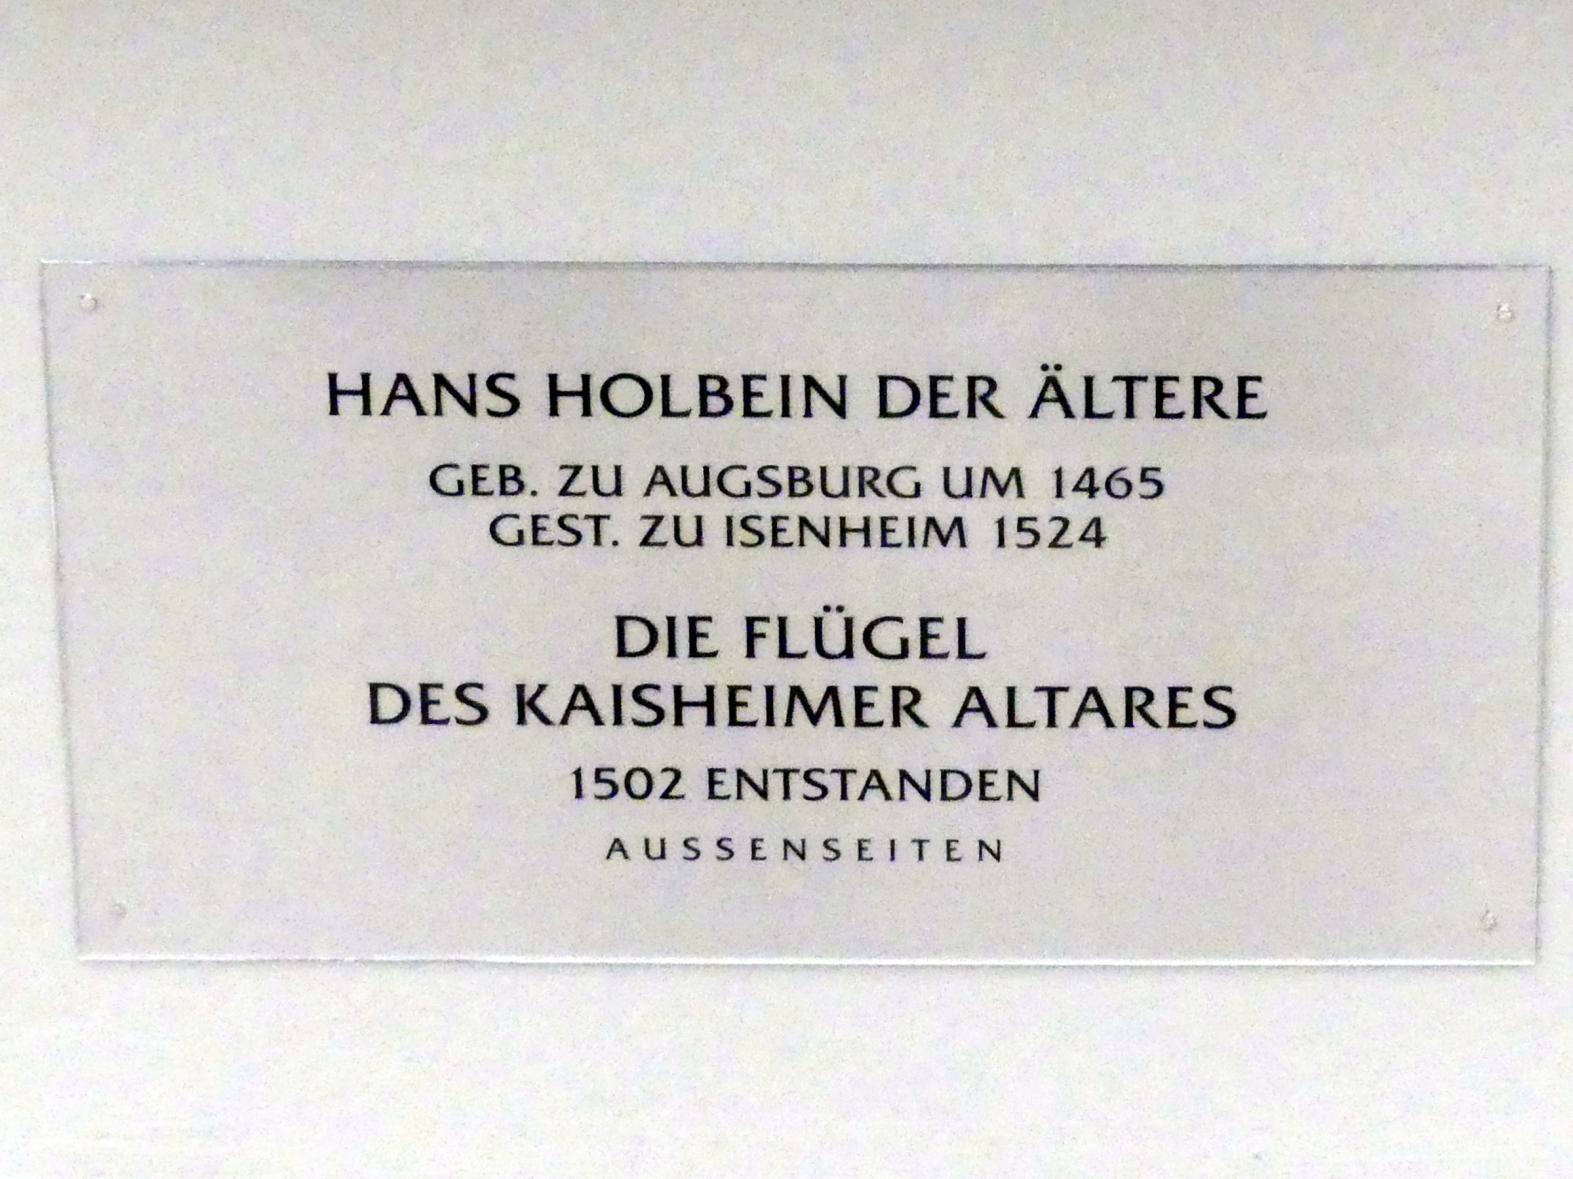 HANS HOLBEIN DER ÄLTERE
GEB. ZU AUGSBURG UM 1465
GEST. ZU ISENHEIM 1524
DIE FLÜGEL
DES KAISHEIMER ALTARES
1502 ENTSTANDEN
AUSSENSEITEN